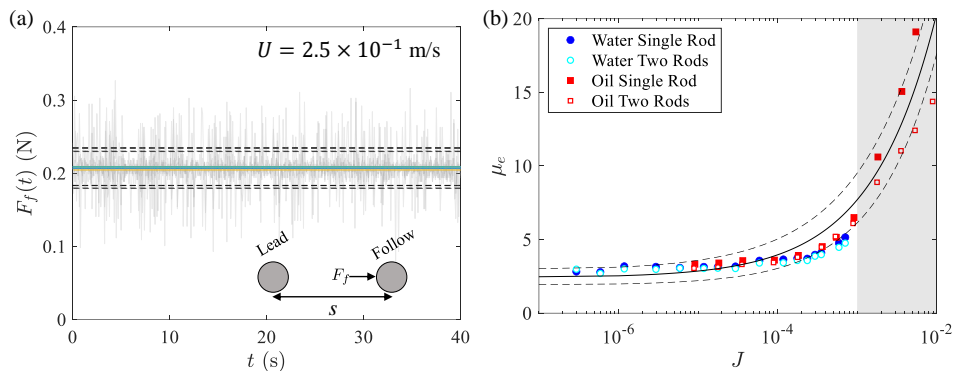 (a)
U = 2.5 × 10⁻¹ m/s
0.4
0.3
0.2
0.1
0
F_f(t) (N)
Lead
Follow
F_f
s
0
10
20
30
40
t (s)
(b)
Water Single Rod
Water Two Rods
Oil Single Rod
Oil Two Rods
20
15
10
5
0
μ_e
10⁻⁶
10⁻⁴
10⁻²
J